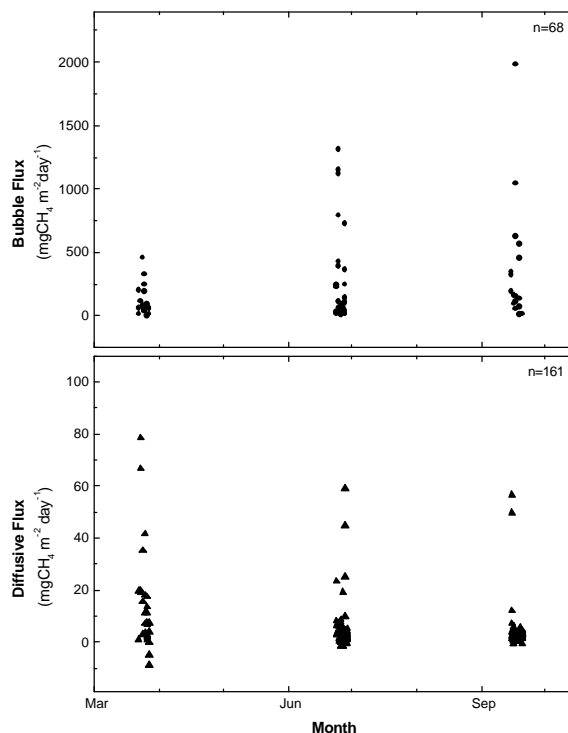 n=68
2000
1500
1000
500
0
Bubble Flux
(mgCH₄ m⁻²day⁻¹)
n=161
100
80
60
40
20
0
Diffusive Flux
(mgCH₄ m⁻² day⁻¹)
Mar Jun Sep
Month